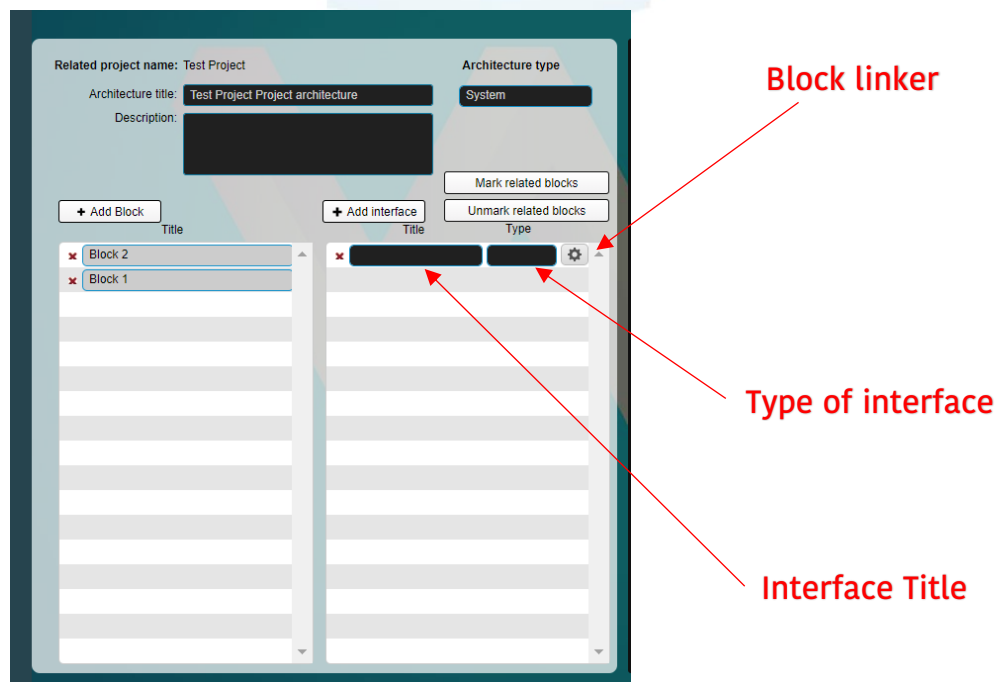 Related project name: Test Project
Architecture type
Block linker
Architecture title: Test Project Project architecture
System
Description:
Mark related blocks
+ Add Block
+ Add interface
Unmark related blocks
Title
Title
Type
x Block 2
x
x Block 1
Type of interface
Interface Title